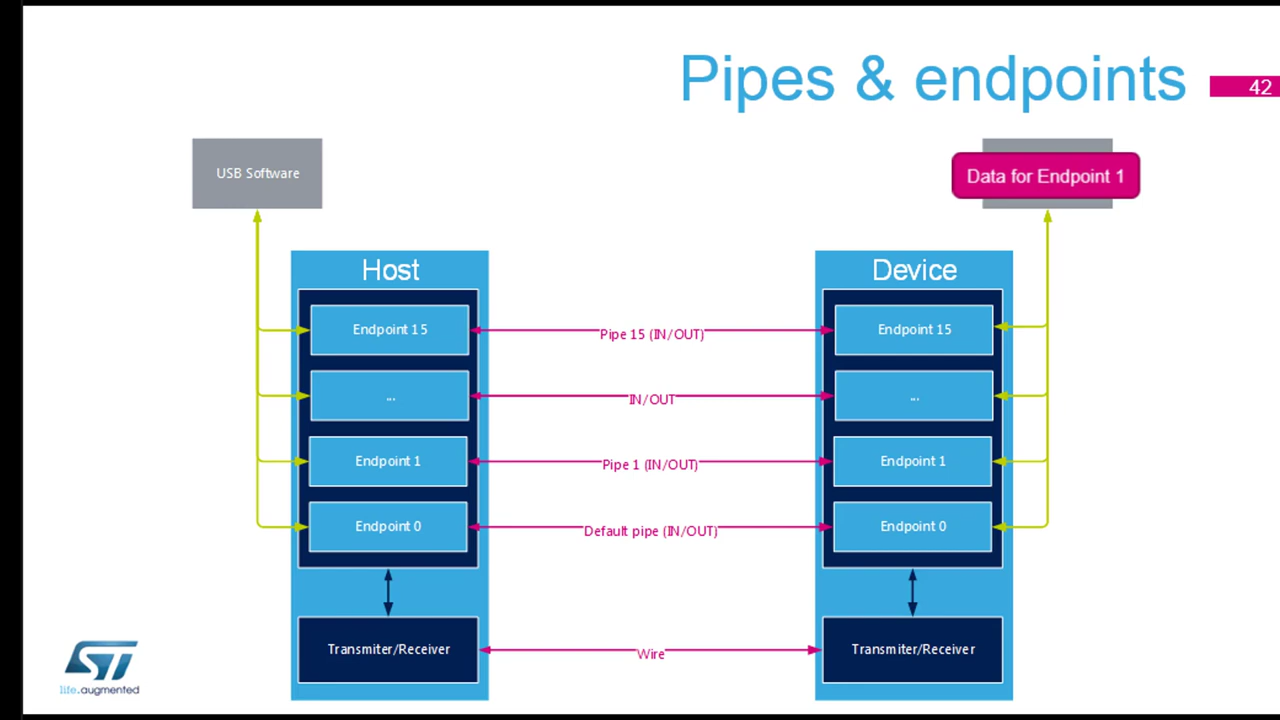 Pipes & endpoints
42
USB Software
Data for Endpoint 1
Host
Device
Endpoint 15
Pipe 15 (IN/OUT)
Endpoint 15
...
IN/OUT
...
Endpoint 1
Pipe 1 (IN/OUT)
Endpoint 1
Endpoint 0
Default pipe (IN/OUT)
Endpoint 0
Transmiter/Receiver
Wire
Transmiter/Receiver
ST
life.augmented